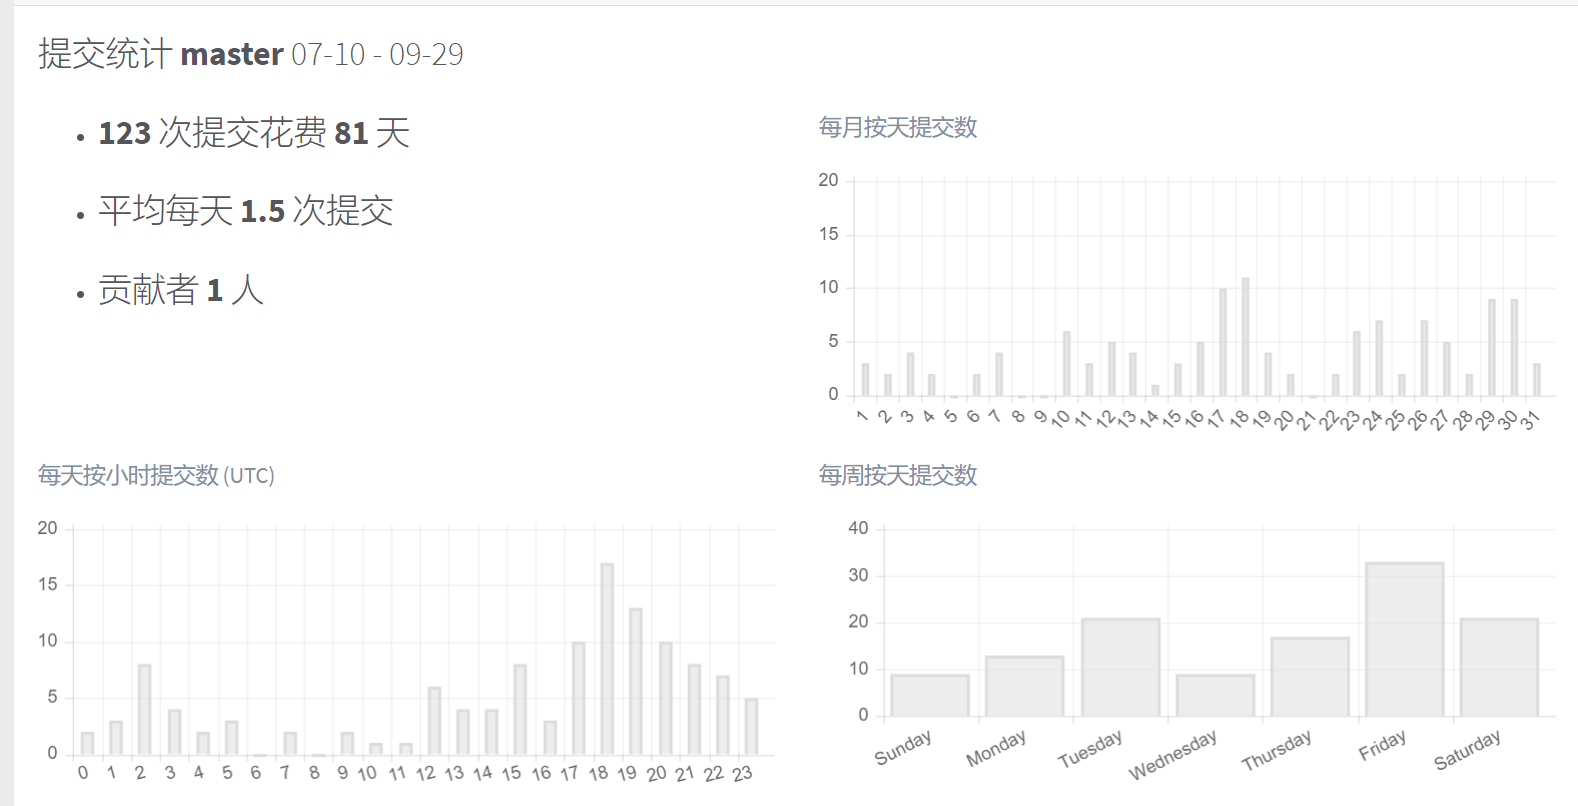 提交统计 master 07-10 - 09-29
• 123 次提交花费 81 天
• 平均每天 1.5 次提交
• 贡献者 1 人
每月按天提交数
20
15
10
5
0
1 2 3 4 5 6 7 8 9 10 11 12 13 14 15 16 17 18 19 20 21 22 23 24 25 26 27 28 29 30 31
每天按小时提交数 (UTC)
20
15
10
5
0
0 1 2 3 4 5 6 7 8 9 10 11 12 13 14 15 16 17 18 19 20 21 22 23
每周按天提交数
40
30
20
10
0
Sunday Monday Tuesday Wednesday Thursday Friday Saturday